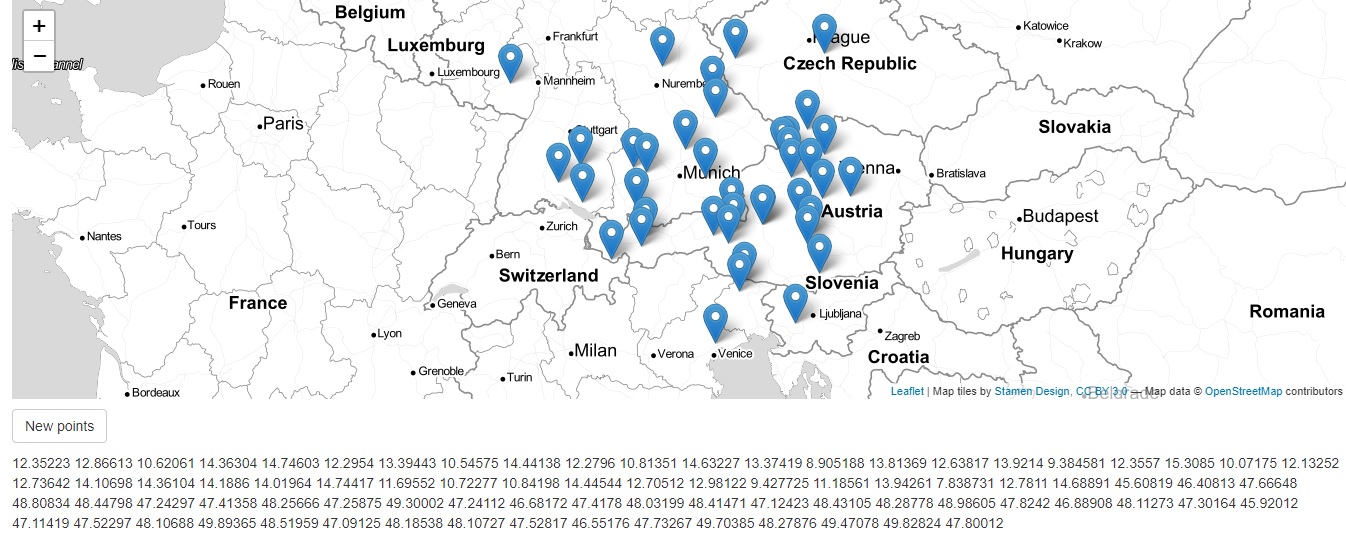 Belgium
+
Luxemburg
Frankfurt
Katowice
Krakow
−
Czech Republic
Luxembourg
Mannheim
Rouen
Paris
Slovakia
Munich
Bratislava
Austria
Budapest
Tours
Zurich
Nantes
Bern
Switzerland
Hungary
Slovenia
France
Geneva
Ljubljana
Romania
Lyon
Zagreb
Milan
Verona
Venice
Croatia
Grenoble
Turin
Bordeaux
Leaflet | Map tiles by Stamen Design, CC BY 3.0 — Map data © OpenStreetMap contributors
New points
12.35223 12.86613 10.62061 14.36304 14.74603 12.2954 13.39443 10.54575 14.44138 12.2796 10.81351 14.63227 13.37419 8.905188 13.81369 12.63817 13.9214 9.384581 12.3557 15.3085 10.07175 12.13252
12.73642 14.10698 14.36104 14.1886 14.01964 14.74417 11.69552 10.72277 10.84198 14.44544 12.70512 12.98122 9.427725 11.18561 13.94261 7.838731 12.7811 14.68891 45.60819 46.40813 47.66648
48.80834 48.44798 47.24297 47.41358 48.25666 47.25875 49.30002 47.24112 46.68172 47.4178 48.03199 48.41471 47.12423 48.43105 48.28778 48.98605 47.8242 46.88908 48.11273 47.30164 45.92012
47.11419 47.52297 48.10688 49.89365 48.51959 47.09125 48.18538 48.10727 47.52817 46.55176 47.73267 49.70385 48.27876 49.47078 49.82824 47.80012